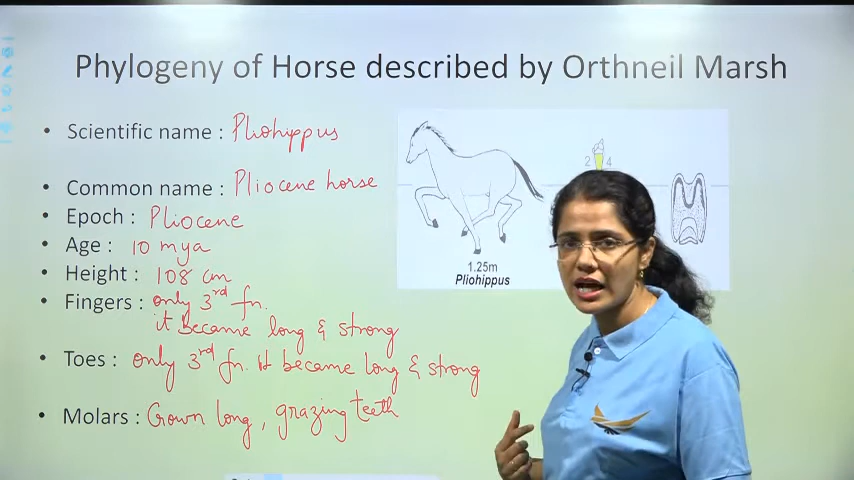 Phylogeny of Horse described by Orthneil Marsh
• Scientific name : Pliohippus
• Common name : Pliocene horse
• Epoch : Pliocene
• Age : 10 mya
• Height : 108 cm
• Fingers : only 3rd fn.
it became long & strong
• Toes : only 3rd fn. It became long & strong
• Molars : Crown long, grazing teeth
2 4
1.25m
Pliohippus